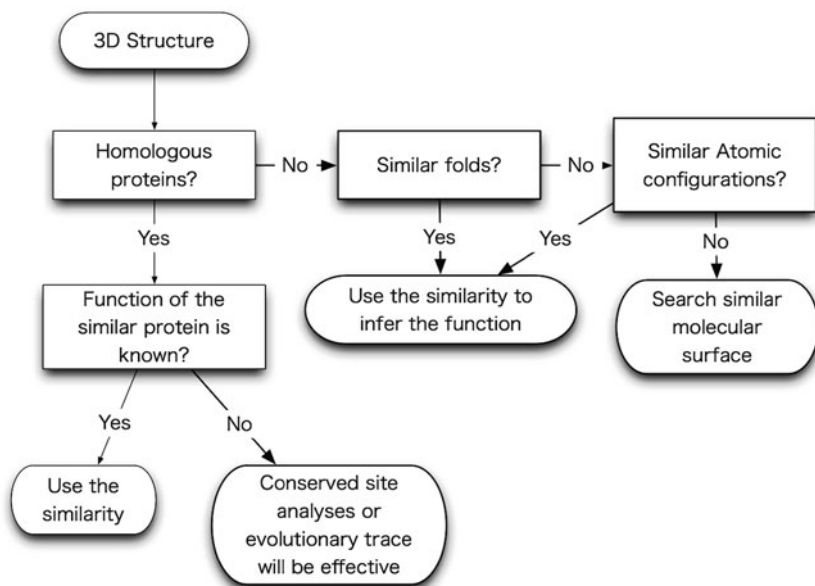 3D Structure
Homologous
proteins?
No
Similar folds?
No
Similar Atomic
configurations?
Yes
Yes
Yes
No
Function of the
similar protein is
known?
Use the similarity to
infer the function
Search similar
molecular
surface
Yes
No
Use the
similarity
Conserved site
analyses or
evolutionary trace
will be effective